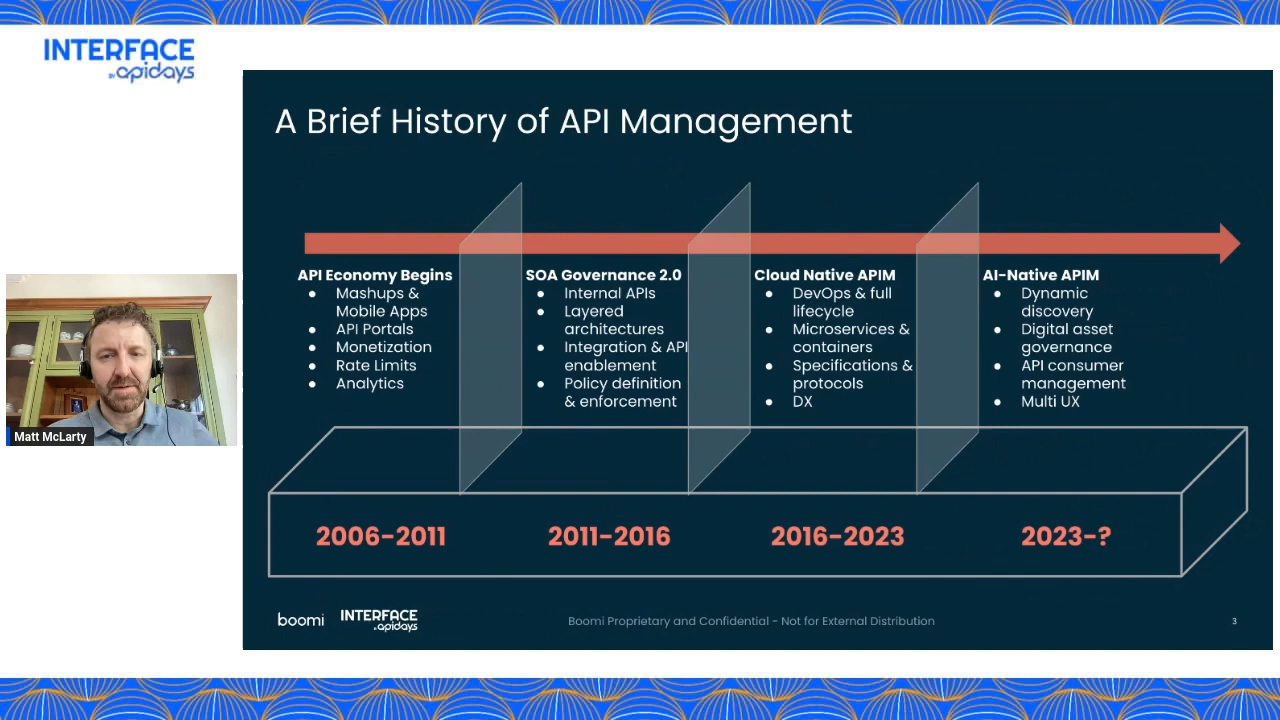 INTERFACE
BY apidays
A Brief History of API Management
API Economy Begins
● Mashups &
Mobile Apps
● API Portals
● Monetization
● Rate Limits
● Analytics
SOA Governance 2.0
● Internal APIs
● Layered
architectures
● Integration & API
enablement
● Policy definition
& enforcement
Cloud Native APIM
● DevOps & full
lifecycle
● Microservices &
containers
● Specifications &
protocols
● DX
AI-Native APIM
● Dynamic
discovery
● Digital asset
governance
● API consumer
management
● Multi UX
Matt McLarty
2006-2011
2011-2016
2016-2023
2023-?
boomi
INTERFACE
BY apidays
Boomi Proprietary and Confidential - Not for External Distribution
3